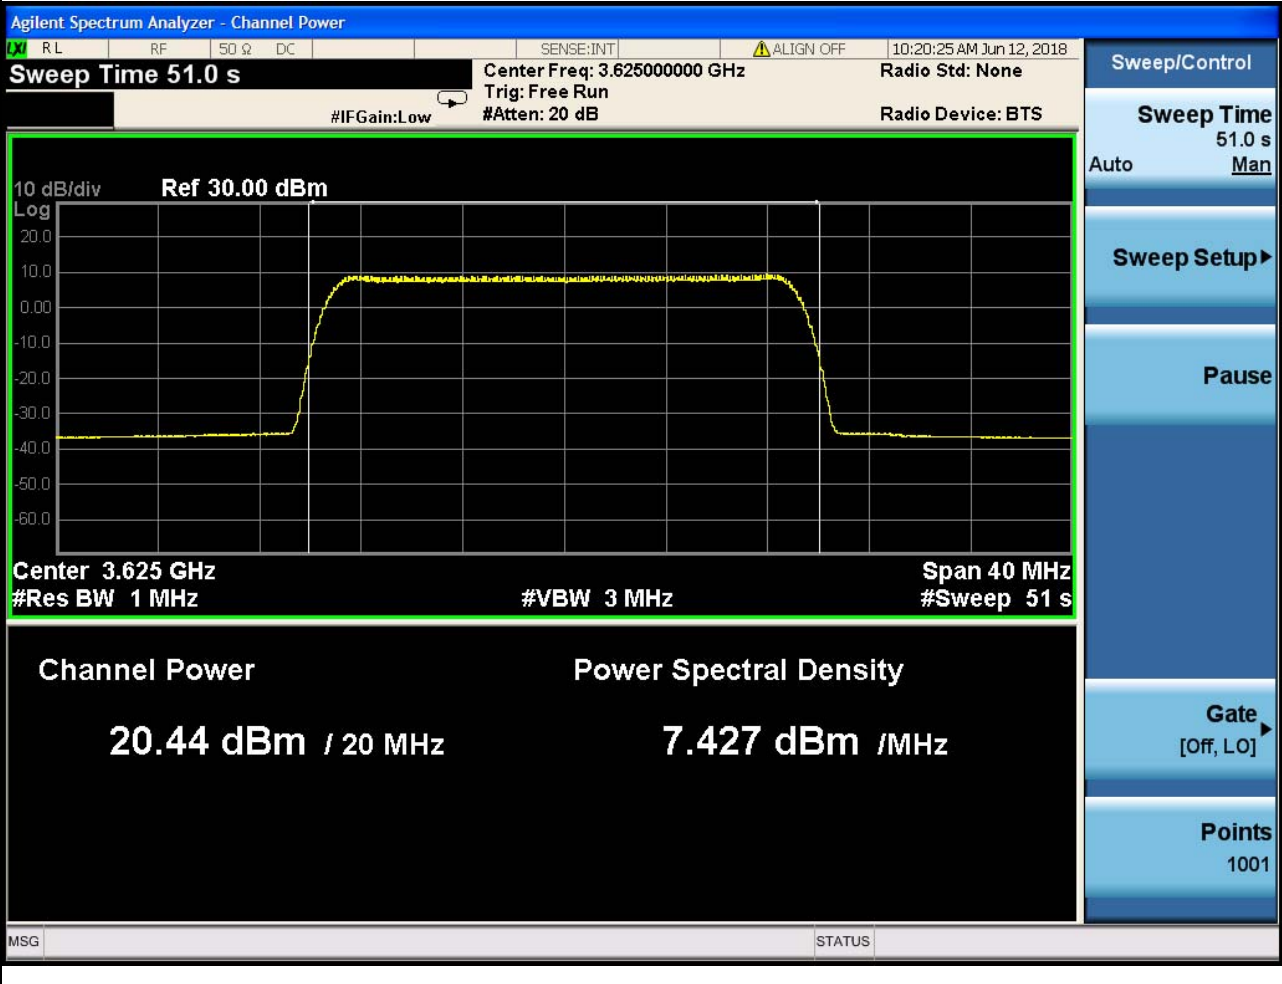 Agilent Spectrum Analyzer - Channel Power
LXI RL RF 50 Ω DC SENSE:INT ALIGN OFF 10:20:25 AM Jun 12, 2018
Sweep Time 51.0 s
Center Freq: 3.625000000 GHz
Radio Std: None
Trig: Free Run
#IFGain:Low
#Atten: 20 dB
Radio Device: BTS
10 dB/div
Ref 30.00 dBm
Log
20.0
10.0
0.00
-10.0
-20.0
-30.0
-40.0
-50.0
-60.0
Center 3.625 GHz
Span 40 MHz
#Res BW 1 MHz
#VBW 3 MHz
#Sweep 51 s
Channel Power
Power Spectral Density
20.44 dBm / 20 MHz
7.427 dBm /MHz
MSG
STATUS
Sweep/Control
Sweep Time
51.0 s
Auto Man
Sweep Setup
Pause
Gate
[Off, LO]
Points
1001